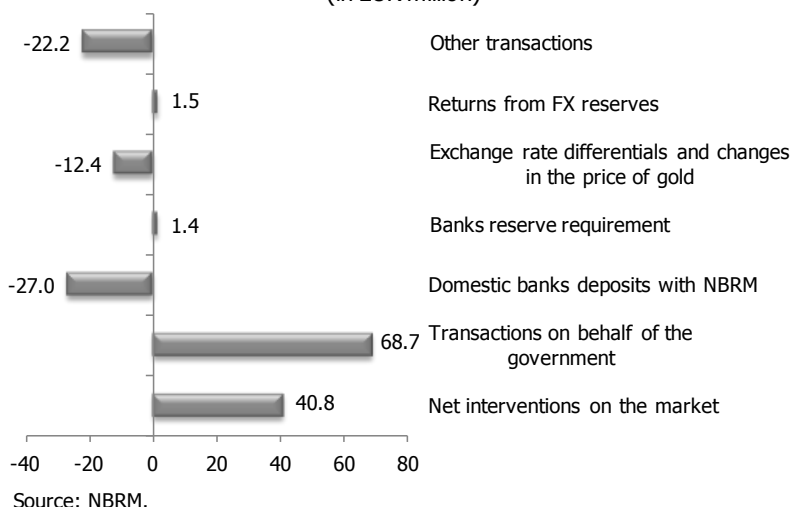 -22.2 Other transactions
1.5 Returns from FX reserves
-12.4 Exchange rate differentials and changes
in the price of gold
1.4 Banks reserve requirement
-27.0 Domestic banks deposits with NBRM
68.7 Transactions on behalf of the
government
40.8 Net interventions on the market
-40 -20 0 20 40 60 80
Source: NBRM.